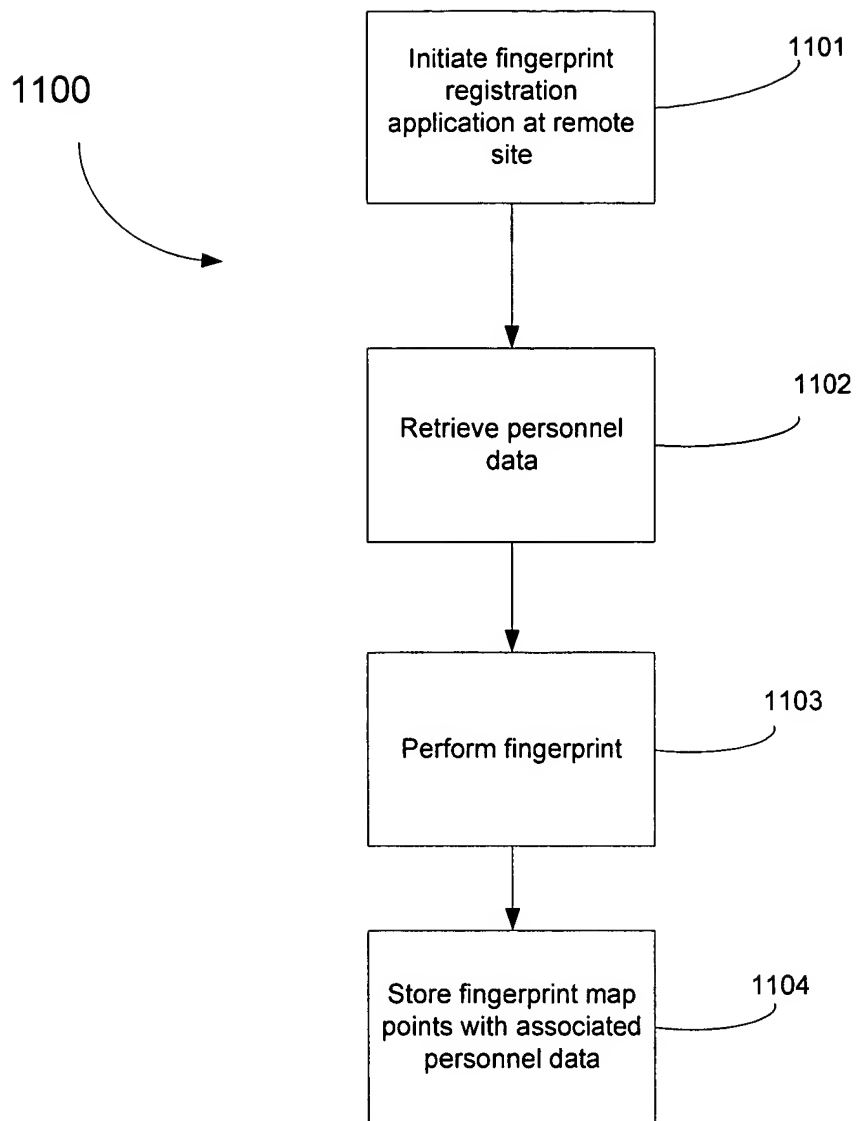 1100
Initiate fingerprint
registration
application at remote
site
1101
Retrieve personnel
data
1102
Perform fingerprint
1103
Store fingerprint map
points with associated
personnel data
1104